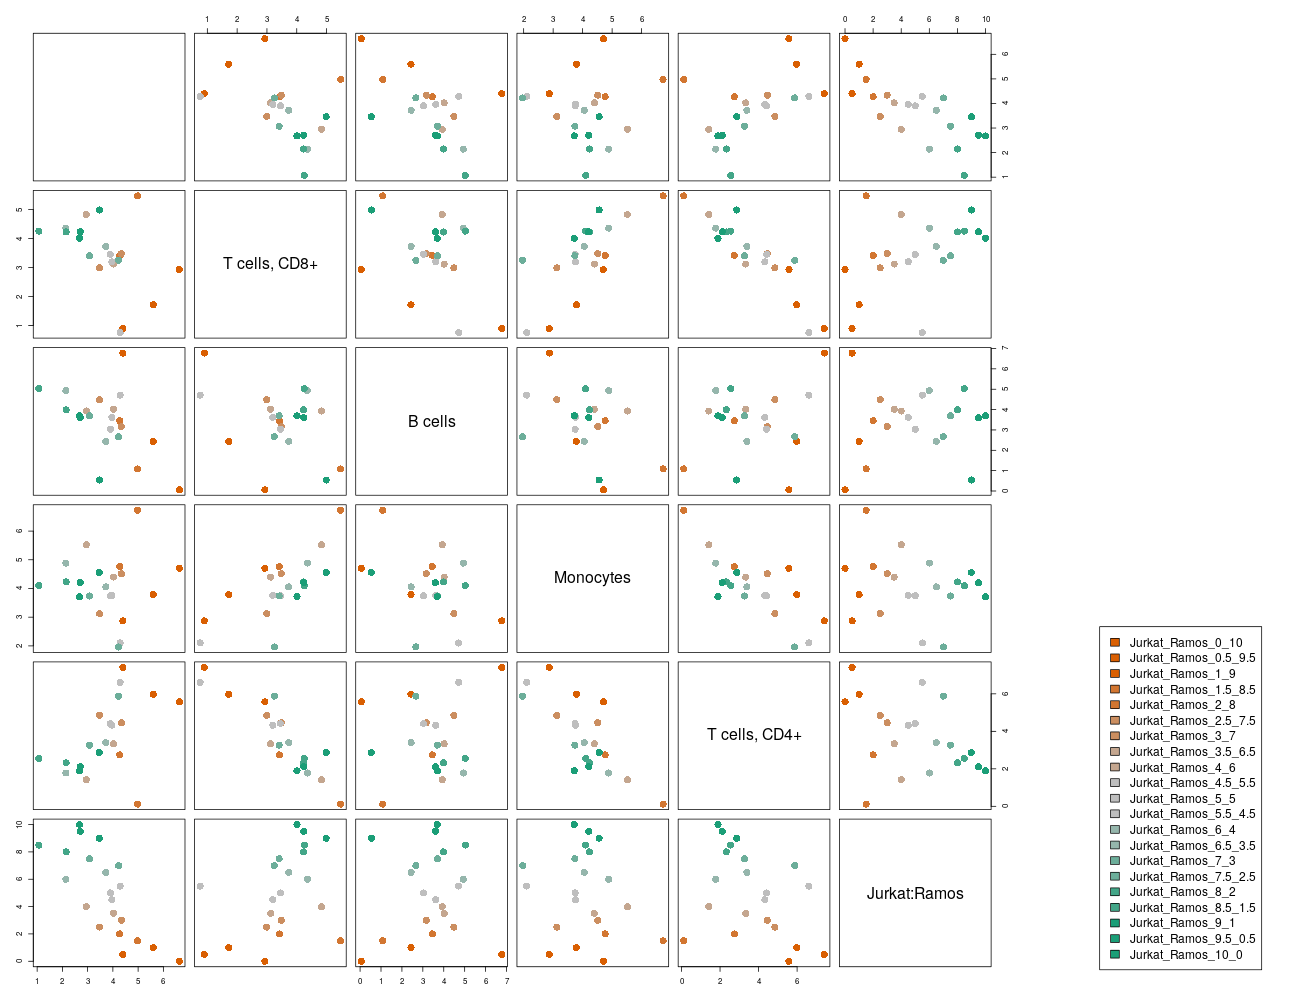 1 2 3 4 5
2 3 4 5 6
0 2 4 6 8 10
1 2 3 4 5 6
1 2 3 4 5
T cells, CD8+
B cells
0 1 2 3 4 5 6 7
2 3 4 5 6
Monocytes
T cells, CD4+
0 2 4 6
0 2 4 6 8 10
Jurkat:Ramos
1 2 3 4 5 6
0 1 2 3 4 5 6 7
0 2 4 6
Jurkat_Ramos_0_10
Jurkat_Ramos_0.5_9.5
Jurkat_Ramos_1_9
Jurkat_Ramos_1.5_8.5
Jurkat_Ramos_2_8
Jurkat_Ramos_2.5_7.5
Jurkat_Ramos_3_7
Jurkat_Ramos_3.5_6.5
Jurkat_Ramos_4_6
Jurkat_Ramos_4.5_5.5
Jurkat_Ramos_5_5
Jurkat_Ramos_5.5_4.5
Jurkat_Ramos_6_4
Jurkat_Ramos_6.5_3.5
Jurkat_Ramos_7_3
Jurkat_Ramos_7.5_2.5
Jurkat_Ramos_8_2
Jurkat_Ramos_8.5_1.5
Jurkat_Ramos_9_1
Jurkat_Ramos_9.5_0.5
Jurkat_Ramos_10_0